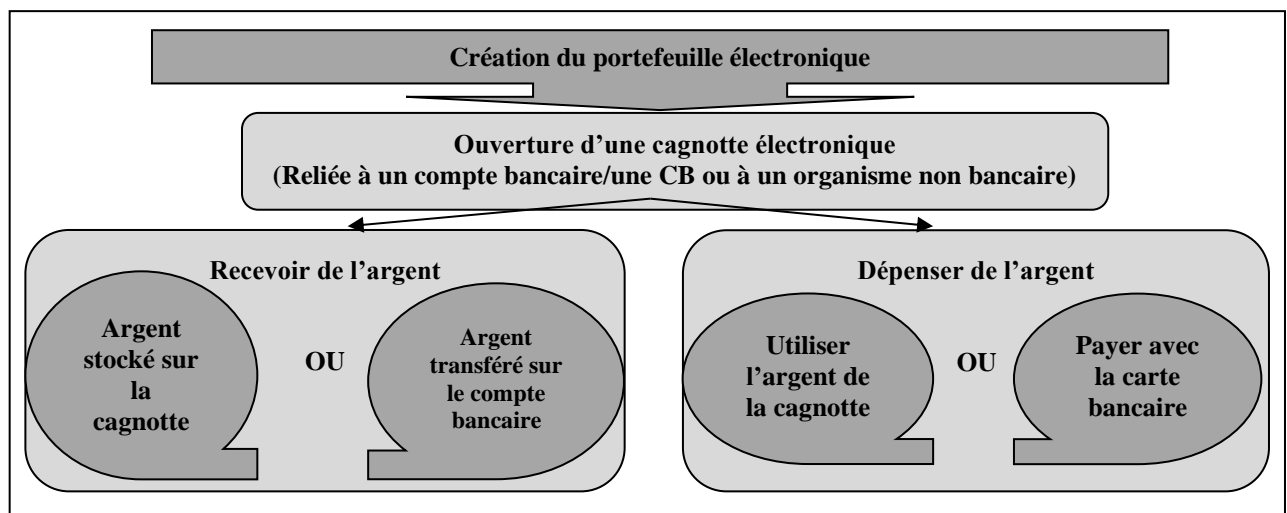 Création du portefeuille électronique
Ouverture d’une cagnotte électronique
(Reliée à un compte bancaire/une CB ou à un organisme non bancaire)
Recevoir de l’argent
Argent
stocké sur
la
cagnotte
OU
Argent
transféré sur
le compte
bancaire
Dépenser de l’argent
Utiliser
l’argent de
la cagnotte
OU
Payer avec
la carte
bancaire